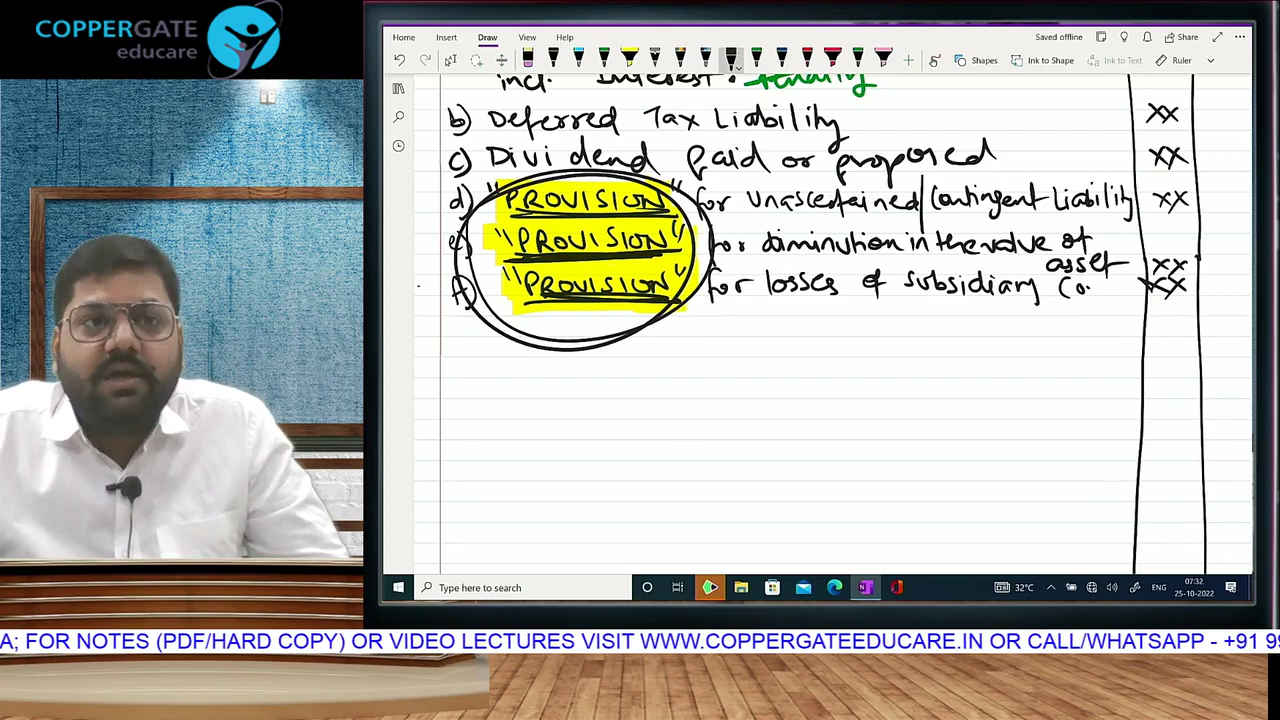 COPPERGATE
educare
Home Insert Draw View Help
Saved offline
Share
Shapes
Ink to Shape
Ink to Text
Ruler
incl. Interest. Penalty
b) Deferred Tax Liability XX
c) Dividend paid or proposed XX
d) "PROVISION" for unascertained/Contingent Liability XX
e) "PROVISION" for diminution in the value of
asset XX
f) "PROVISION" for losses of subsidiary Co. XX
Type here to search
32°C
ENG
07:32
25-10-2022
A; FOR NOTES (PDF/HARD COPY) OR VIDEO LECTURES VISIT WWW.COPPERGATEEDUCARE.IN OR CALL/WHATSAPP - +91 9